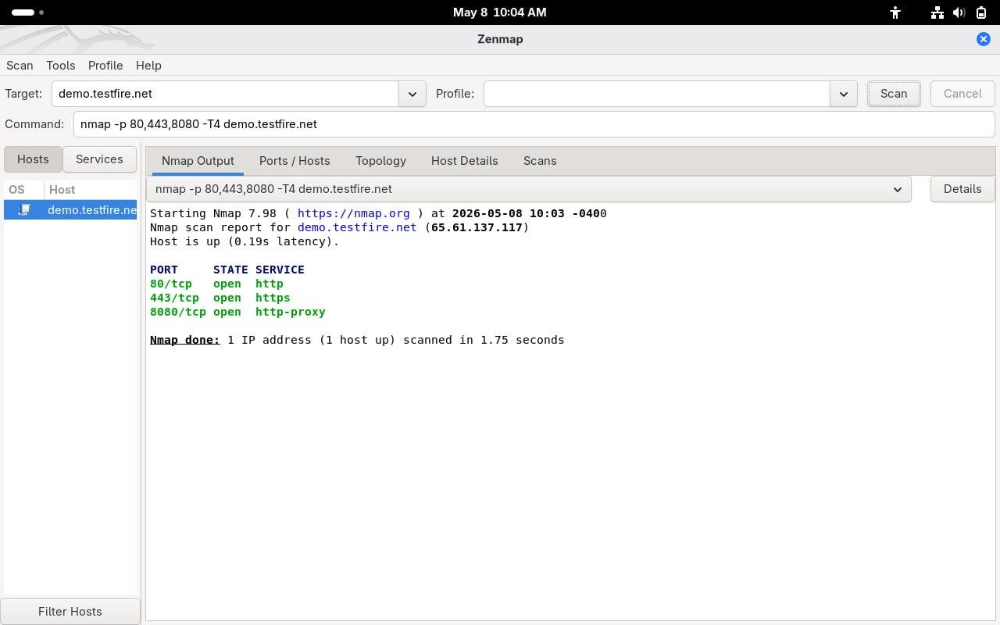 May 8 10:04 AM
Zenmap
Scan Tools Profile Help
Target: demo.testfire.net Profile: Scan Cancel
Command: nmap -p 80,443,8080 -T4 demo.testfire.net
Hosts Services
Nmap Output Ports / Hosts Topology Host Details Scans
OS Host
nmap -p 80,443,8080 -T4 demo.testfire.net Details
demo.testfire.ne
Starting Nmap 7.98 ( https://nmap.org ) at 2026-05-08 10:03 -0400
Nmap scan report for demo.testfire.net (65.61.137.117)
Host is up (0.19s latency).
PORT STATE SERVICE
80/tcp open http
443/tcp open https
8080/tcp open http-proxy
Nmap done: 1 IP address (1 host up) scanned in 1.75 seconds
Filter Hosts